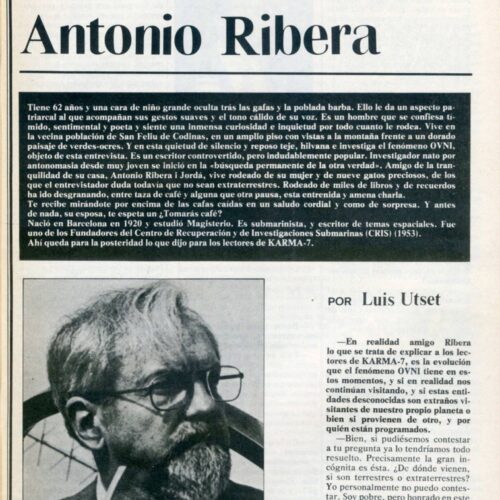 Antonio Ribera
Tiene 62 años y una cara de niño grande oculta trás las gafas y la poblada barba. Ello le da un aspecto pa-
triarcal al que acompañan sus gestos suaves y el tono cálido de su voz. Es un hombre que se confiesa tí-
mido, sentimental y poeta y siente una inmensa curiosidad e inquietud por todo cuanto le rodea. Vive en
la vecina población de San Feliu de Codinas, en un amplio piso con vistas a la montaña frente a un dorado
paisaje de verdes-ocres. Y en esta quietud de silencio y reposo teje, hilvana e investiga el fenómeno OVNI,
objeto de esta entrevista. Es un escritor controvertido, pero indudablemente popular. Investigador nato por
antonomasia desde muy joven se inició en la «búsqueda permanente de la otra verdad». Amigo de la tran-
quilidad de su casa, Antonio Ribera i Jordá, vive rodeado de su mujer y de nueve gatos preciosos, de los
que el entrevistador duda todavía que no sean extraterrestres. Rodeado de miles de libros y de recuerdos
ha ido desgranando, entre taza de café y alguna que otra pausa, esta entrenida y amena charla.
Te recibe mirándote por encima de las gafas caídas en un saludo cordial y como de sorpresa. Y antes
de nada, su esposa, te espeta un ¿Tomarás café?
Nació en Barcelona en 1920 y estudió Magisterio. Es submarinista, y escritor de temas espaciales. Fue
uno de los Fundadores del Centro de Recuperación y de Investigaciones Submarinas (CRIS) (1953).
Ahí queda para la posteridad lo que dijo para los lectores de KARMA-7.
POR Luis Utset
—En realidad amigo Ribera
lo que se trata de explicar a los lec-
tores de KARMA-7, es la evolución
que el fenómeno OVNI tiene en es-
tos momentos, y si en realidad nos
continúan visitando, y si estas enti-
dades desconocidas son extraños vi-
sitantes de nuestro propio planeta o
bien si provienen de otro, y por
quién están programados.
—Bien, si pudiésemos contestar
a tu pregunta ya lo tendríamos todo
resuelto. Precisamente la gran in-
cógnita es ésta. ¿De dónde vienen,
si son terrestres o extraterrestres?
Yo personalmente no puedo contes-
tar. Soy pobre, pero honrado en este